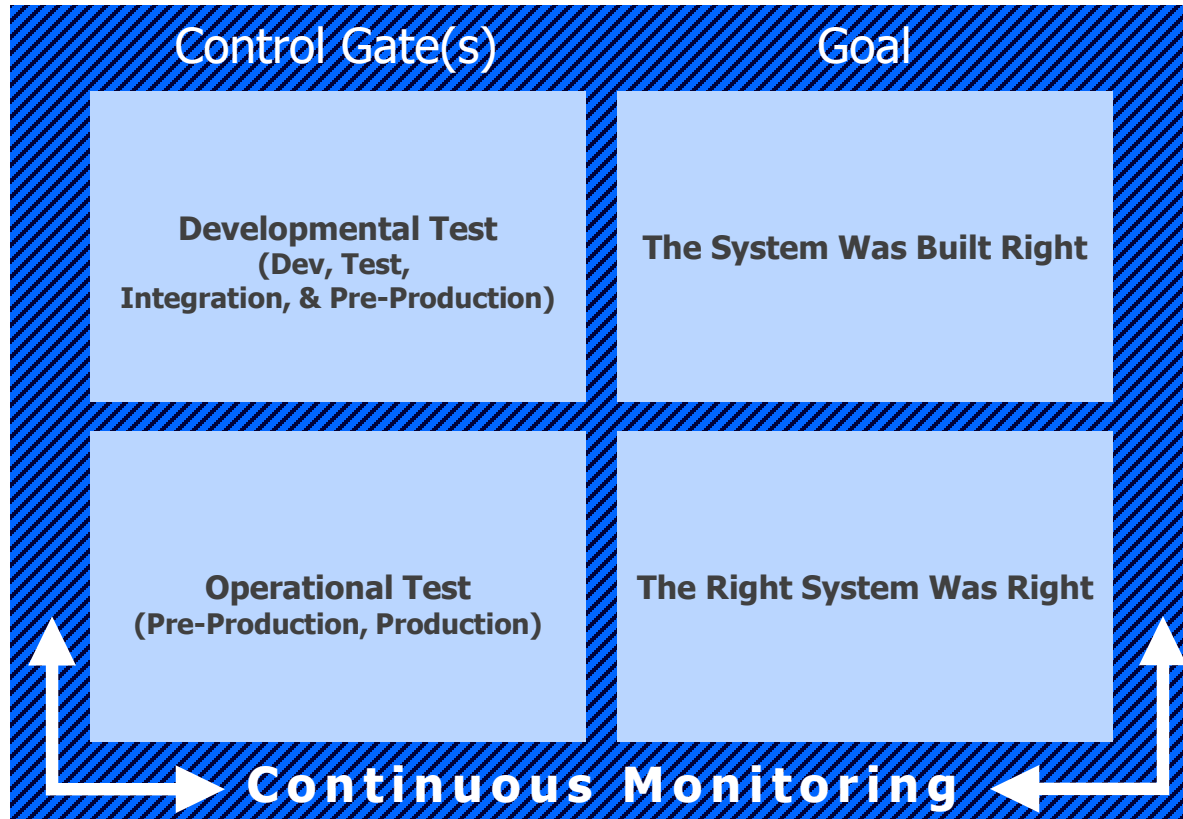 Control Gate(s)
Goal
Developmental Test
(Dev, Test,
Integration, & Pre-Production)
The System Was Built Right
Operational Test
(Pre-Production, Production)
The Right System Was Right
Continuous Monitoring